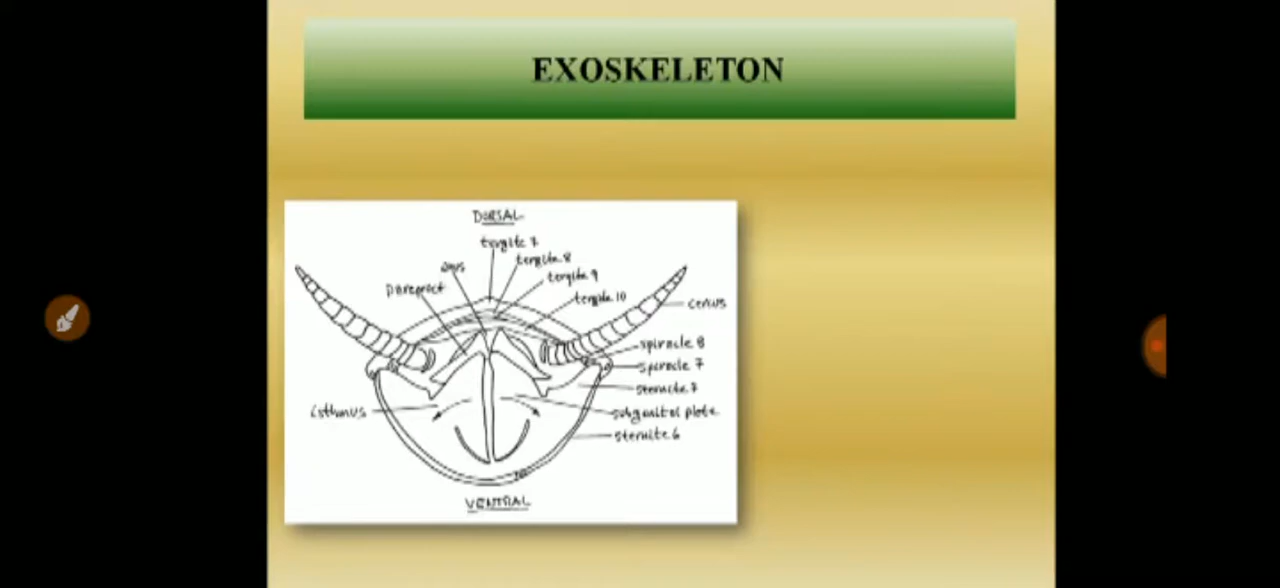 EXOSKELETON
DORSAL
tergite 7
tergite 8
anus
tergite 9
paraproct
tergite 10
cercus
spiracle 8
spiracle 7
sternite 7
isthmus
subgenital plate
sternite 6
VENTRAL